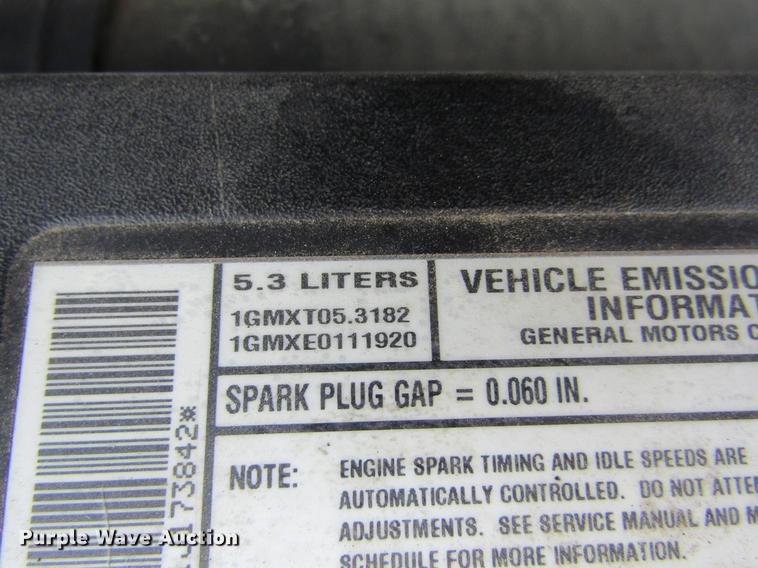 5.3 LITERS
1GMXT05.3182
1GMXE0111920
VEHICLE EMISSIO
INFORMAT
GENERAL MOTORS C
SPARK PLUG GAP = 0.060 IN.
NOTE:
ENGINE SPARK TIMING AND IDLE SPEEDS ARE
AUTOMATICALLY CONTROLLED. DO NOT ATTE
ADJUSTMENTS. SEE SERVICE MANUAL AND M
SCHEDULE FOR MORE INFORMATION.
173842*
Purple Wave Auction